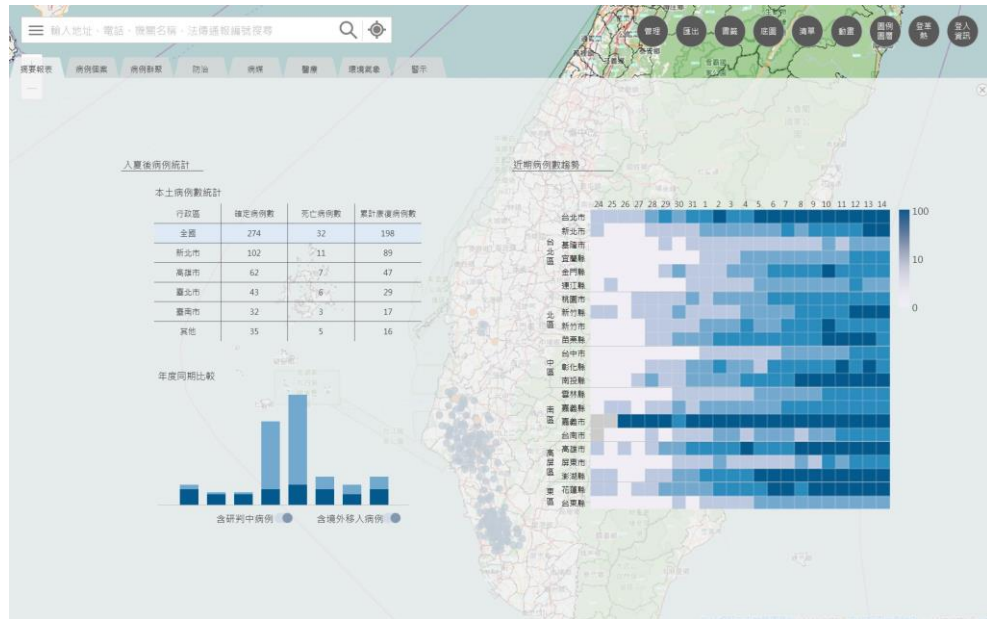 輸入地址、電話、機關名稱、法傳通報編號搜尋
管理 匯出 書籤 底圖 清單 動畫 圖例圖層 登革熱 登入資訊
摘要報表 病例個案 病例群聚 防治 病媒 醫療 環境氣象 警示
入夏後病例統計
本土病例數統計
行政區 確定病例數 死亡病例數 累計康復病例數
全國 274 32 198
新北市 102 11 89
高雄市 62 7 47
臺北市 43 6 29
臺南市 32 3 17
其他 35 5 16
年度同期比較
含研判中病例 含境外移入病例
近期病例數趨勢
24 25 26 27 28 29 30 31 1 2 3 4 5 6 7 8 9 10 11 12 13 14
台北區
台北市
新北市
基隆市
宜蘭縣
金門縣
連江縣
北區
桃園市
新竹縣
新竹市
苗栗縣
中區
台中市
彰化縣
南投縣
南區
雲林縣
嘉義縣
嘉義市
台南市
高屏區
高雄市
屏東市
澎湖縣
東區
花蓮縣
台東縣
100
10
0